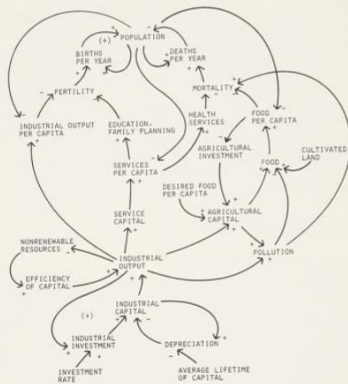 POPULATION
(+)
BIRTHS
PER YEAR
DEATHS
PER YEAR
FERTILITY
MORTALITY
INDUSTRIAL OUTPUT
PER CAPITA
EDUCATION,
FAMILY PLANNING
HEALTH
SERVICES
FOOD
PER CAPITA
AGRICULTURAL
INVESTMENT
CULTIVATED
LAND
SERVICES
PER CAPITA
FOOD
DESIRED FOOD
PER CAPITA
SERVICE
CAPITAL
AGRICULTURAL
CAPITAL
NONRENEWABLE
RESOURCES
POLLUTION
INDUSTRIAL
OUTPUT
EFFICIENCY
OF CAPITAL
INDUSTRIAL
CAPITAL
(+)
INDUSTRIAL
INVESTMENT
DEPRECIATION
INVESTMENT
RATE
AVERAGE LIFETIME
OF CAPITAL